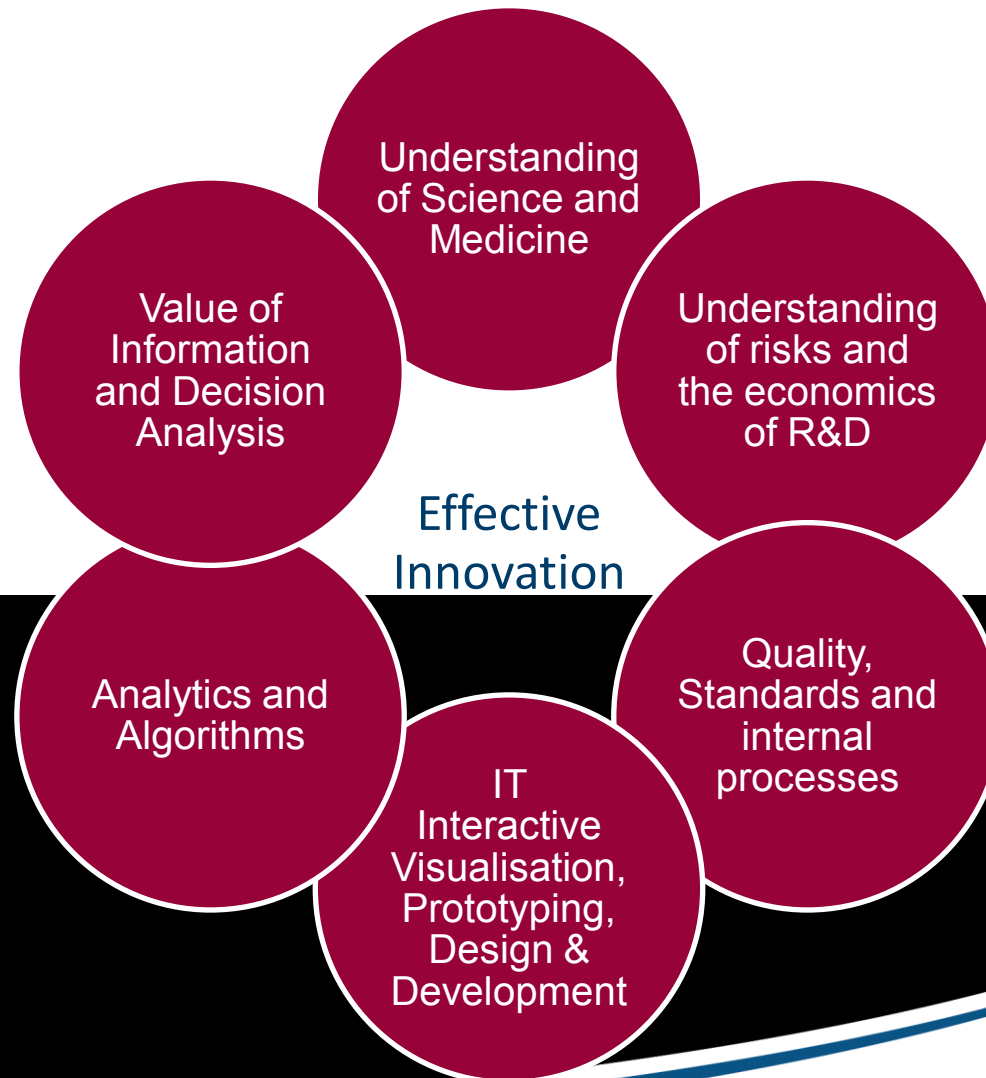 Understanding
of Science and
Medicine
Understanding
of risks and
the economics
of R&D
Quality,
Standards and
internal
processes
IT
Interactive
Visualisation,
Prototyping,
Design &
Development
Analytics and
Algorithms
Value of
Information
and Decision
Analysis
Effective
Innovation